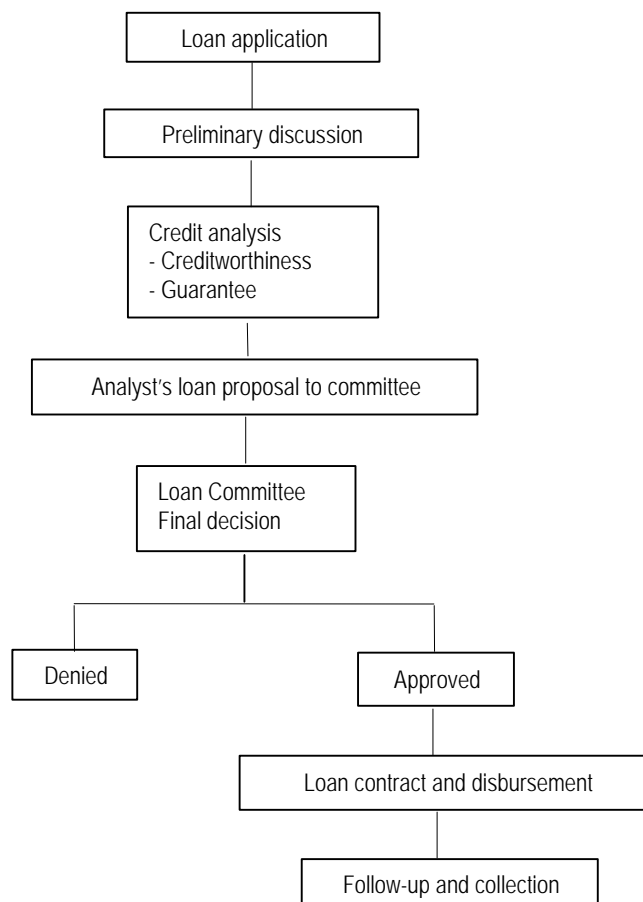 Loan application
Preliminary discussion
Credit analysis
- Creditworthiness
- Guarantee
Analyst's loan proposal to committee
Loan Committee
Final decision
Denied
Approved
Loan contract and disbursement
Follow-up and collection